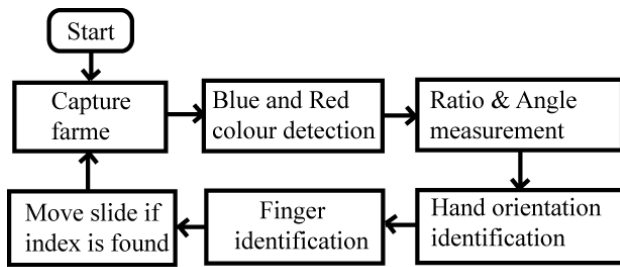 Start
Capture
farme
Blue and Red
colour detection
Ratio & Angle
measurement
Hand orientation
identification
Finger
identification
Move slide if
index is found